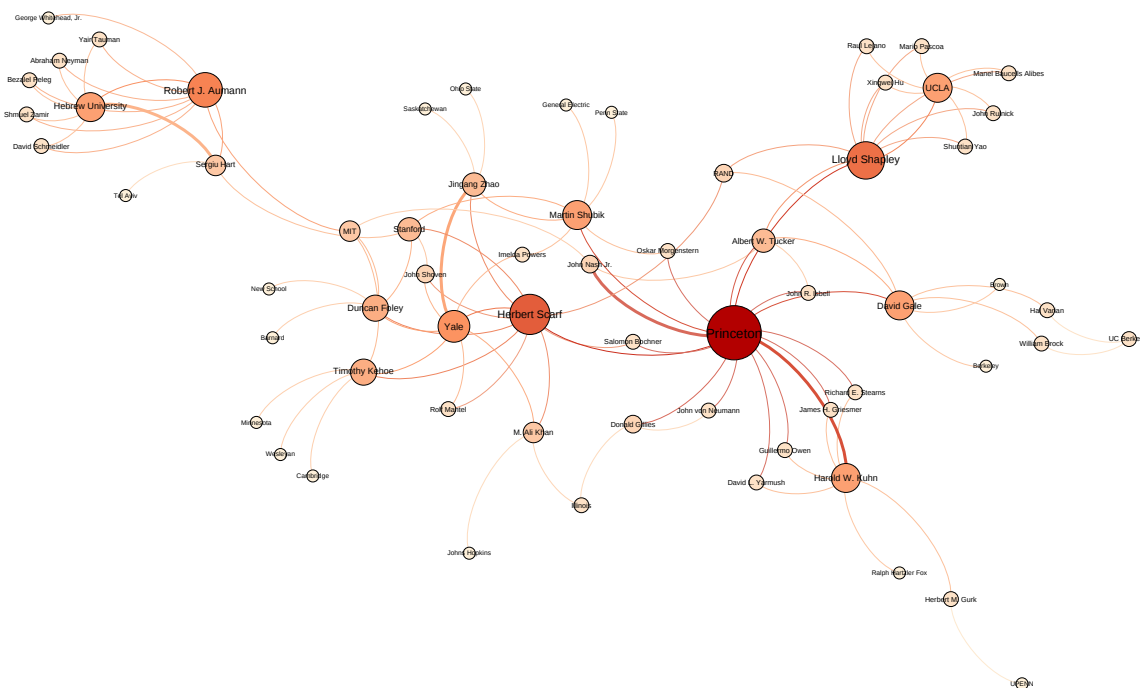 George Whitehead, Jr.
Yair Tauman
Abraham Neyman
Bezalel Peleg
Robert J. Aumann
Hebrew University
Shmuel Zamir
David Schmeidler
Sergiu Hart
Tel Aviv
Ohio State
Saskatchewan
General Electric
Penn State
Raul Lejano
Mario Pascoa
Xingwei Hu
Manel Baucells Alibes
UCLA
John Rutnick
Shuntian Yao
Lloyd Shapley
RAND
Jingang Zhao
Martin Shubik
MIT
Stanford
Albert W. Tucker
Imelda Powers
Oskar Morgenstern
John Nash Jr.
John Shoven
New School
John R. Isbell
Brown
Duncan Foley
David Gale
Hal Varian
Herbert Scarf
Yale
Princeton
Barnard
Salomon Bochner
William Brock
UC Berke
Berkeley
Timothy Kehoe
Richard E. Stearns
Rolf Mantel
John von Neumann
James H. Griesmer
Minnesota
Donald Gillies
M. Ali Khan
Wesleyan
Guillermo Owen
Cambridge
Harold W. Kuhn
David L. Yarmush
Illinois
Johns Hopkins
Ralph Hartzler Fox
Herbert M. Gurk
UPENN